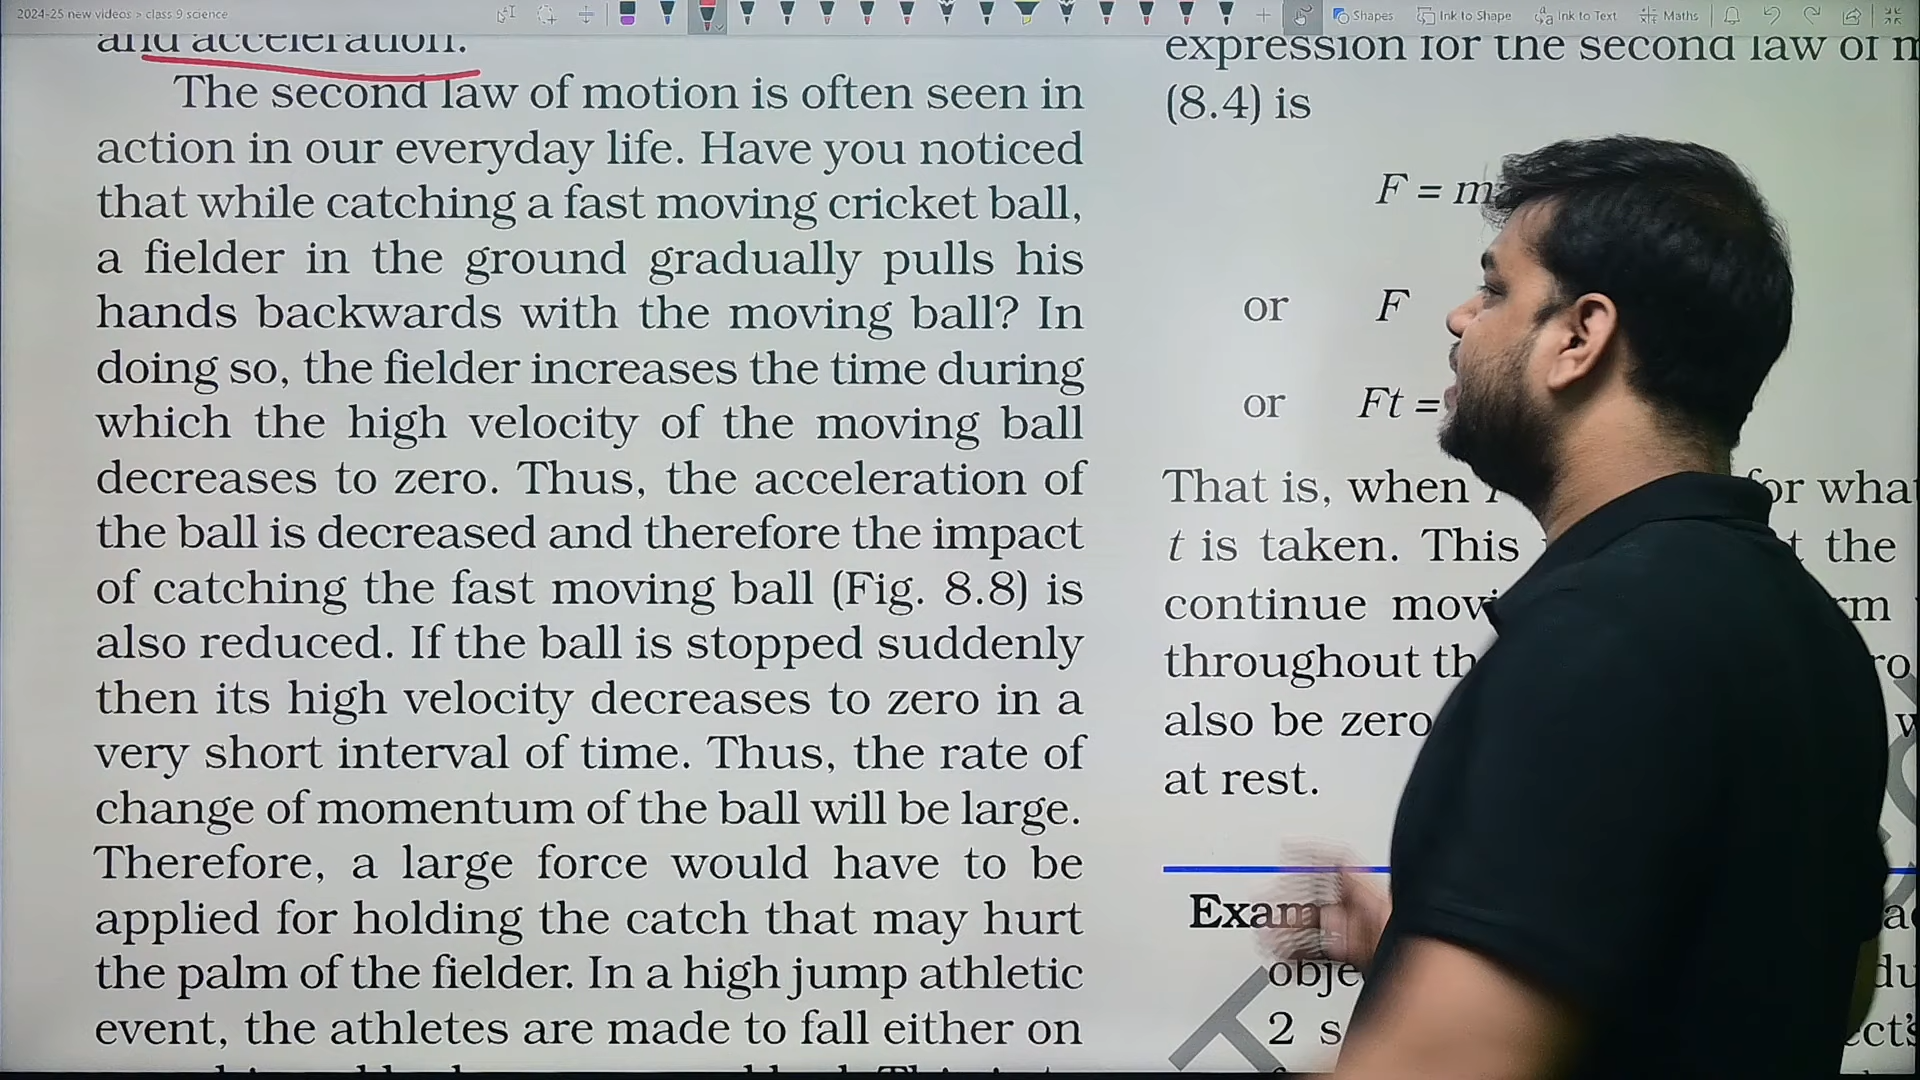 2024-25 new videos > class 9 science
Shapes
Ink to Shape
Ink to Text
Maths
and acceleration.
The second law of motion is often seen in
action in our everyday life. Have you noticed
that while catching a fast moving cricket ball,
a fielder in the ground gradually pulls his
hands backwards with the moving ball? In
doing so, the fielder increases the time during
which the high velocity of the moving ball
decreases to zero. Thus, the acceleration of
the ball is decreased and therefore the impact
of catching the fast moving ball (Fig. 8.8) is
also reduced. If the ball is stopped suddenly
then its high velocity decreases to zero in a
very short interval of time. Thus, the rate of
change of momentum of the ball will be large.
Therefore, a large force would have to be
applied for holding the catch that may hurt
the palm of the fielder. In a high jump athletic
event, the athletes are made to fall either on
expression for the second law of
(8.4) is
F = m
or F
or Ft =
That is, when for
t is taken. This the
continue
throughout
also be zero
at rest.
2 s